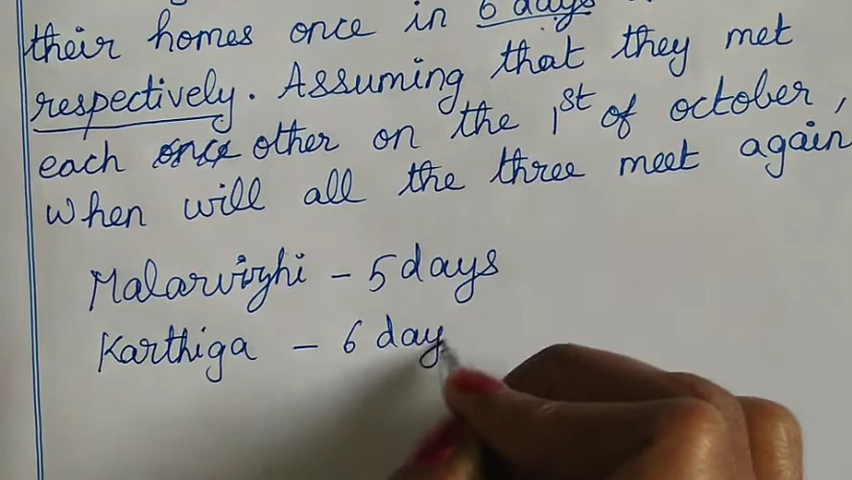 their homes once in 6 days
respectively. Assuming that they met
each other on the 1st of october,
when will all the three meet again
Malarvizhi - 5 days
Karthiga - 6 day